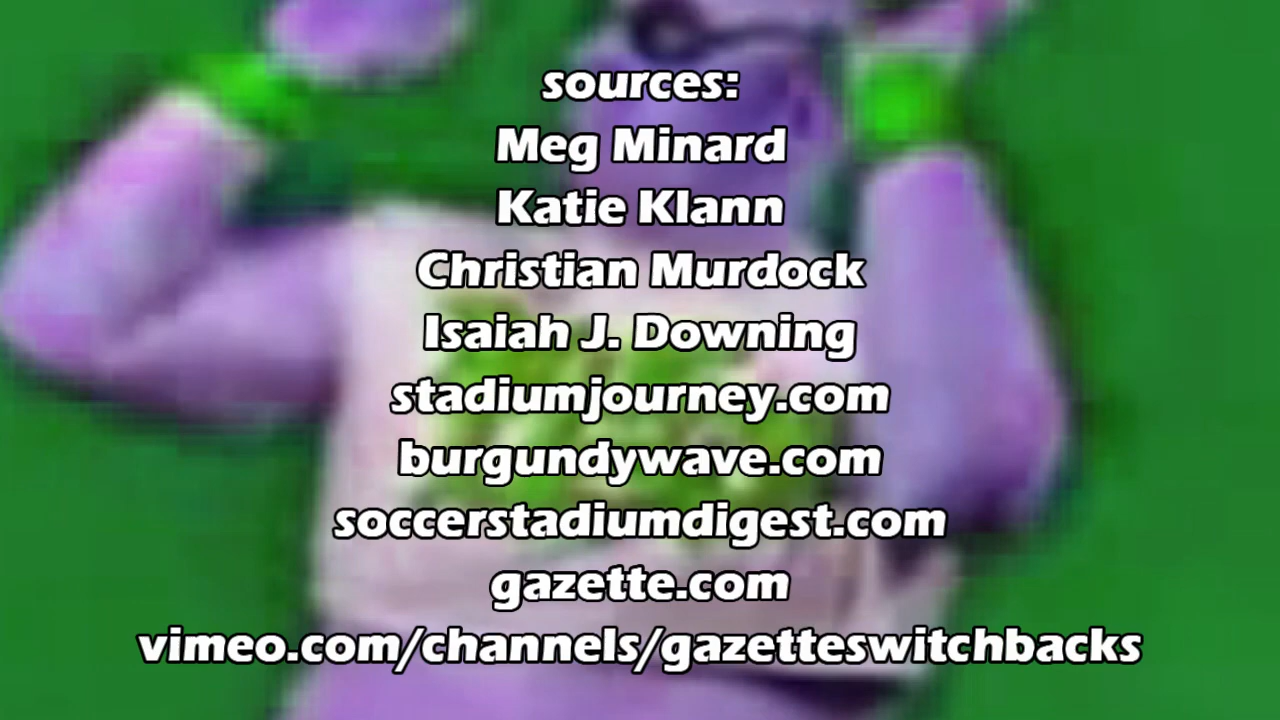 sources:
Meg Minard
Katie Klann
Christian Murdock
Isaiah J. Downing
stadiumjourney.com
burgundywave.com
soccerstadiumdigest.com
gazette.com
vimeo.com/channels/gazetteswitchbacks